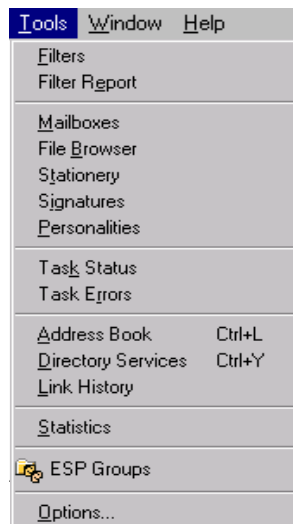 Tools Window Help
Filters
Filter Report
Mailboxes
File Browser
Stationery
Signatures
Personalities
Task Status
Task Errors
Address Book Ctrl+L
Directory Services Ctrl+Y
Link History
Statistics
ESP Groups
Options...